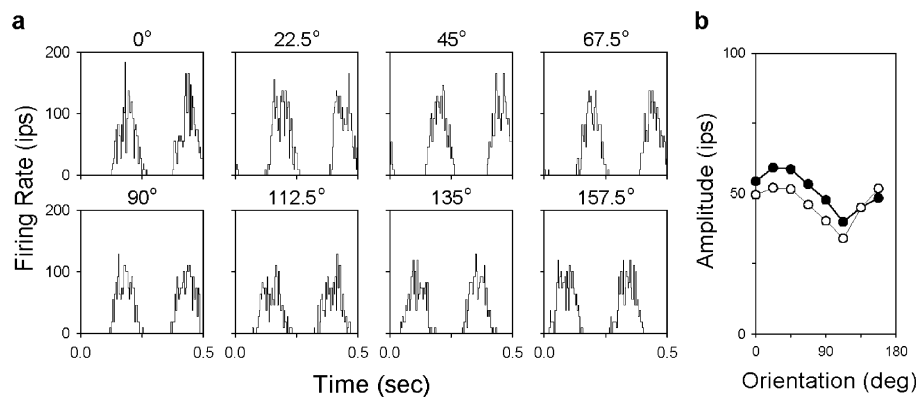 a
b
0° 22.5° 45° 67.5°
200
100
0
90° 112.5° 135° 157.5°
200
100
0
0.0 0.5 0.0 0.5 0.0 0.5 0.0 0.5
Firing Rate (ips)
Time (sec)
100
50
0
0 90 180
Amplitude (ips)
Orientation (deg)